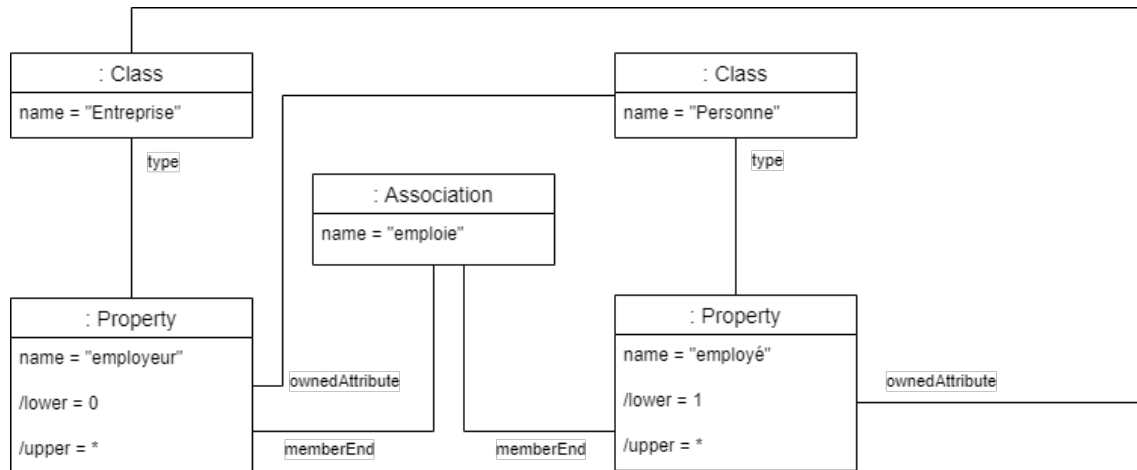 : Class
name = "Entreprise"
type
: Class
name = "Personne"
type
: Association
name = "emploie"
: Property
name = "employeur"
/lower = 0
/upper = *
ownedAttribute
memberEnd
memberEnd
: Property
name = "employé"
/lower = 1
/upper = *
ownedAttribute